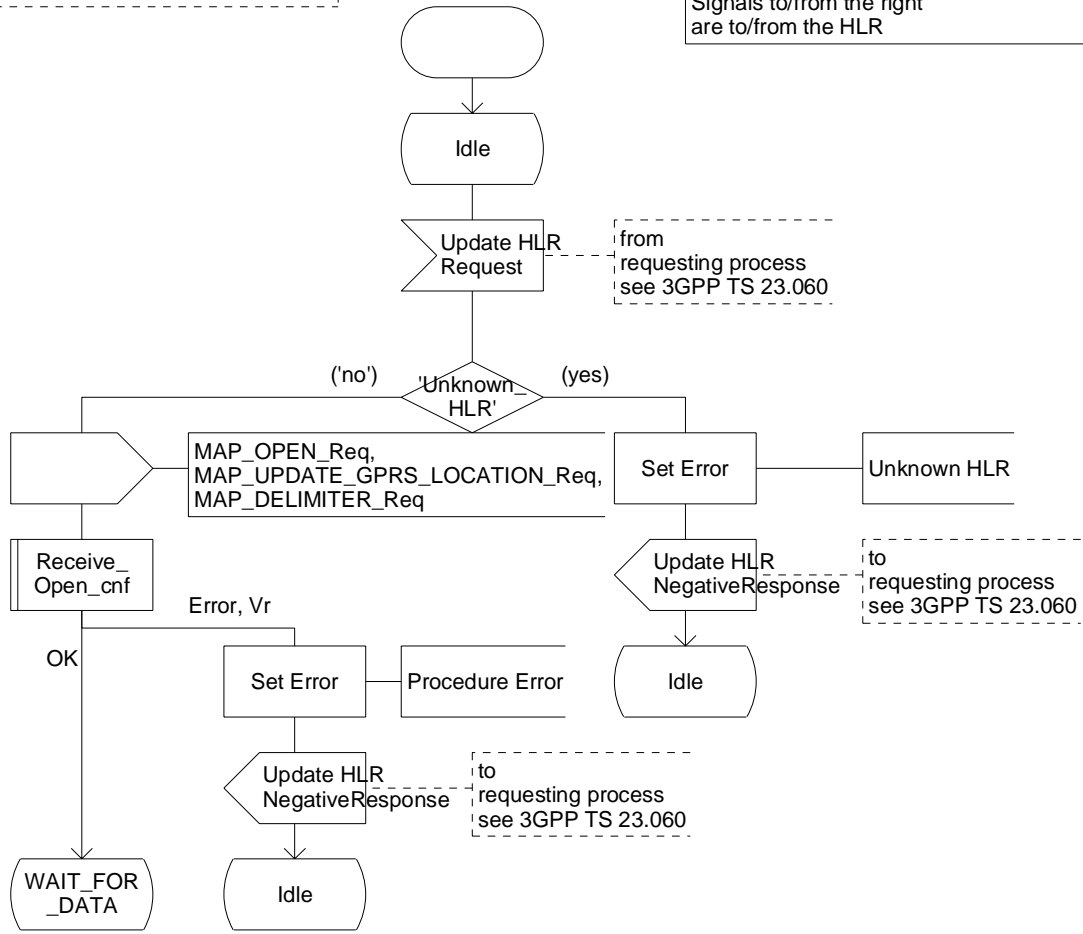 Signals to/from the right
are to/from the HLR
Idle
Update HLR
Request
from
requesting process
see 3GPP TS 23.060
('no')
'Unknown_
HLR'
(yes)
MAP_OPEN_Req,
MAP_UPDATE_GPRS_LOCATION_Req,
MAP_DELIMITER_Req
Set Error
Unknown HLR
Receive_
Open_cnf
Update HLR
NegativeResponse
to
requesting process
see 3GPP TS 23.060
Error, Vr
OK
Set Error
Procedure Error
Idle
Update HLR
NegativeResponse
to
requesting process
see 3GPP TS 23.060
WAIT_FOR
_DATA
Idle